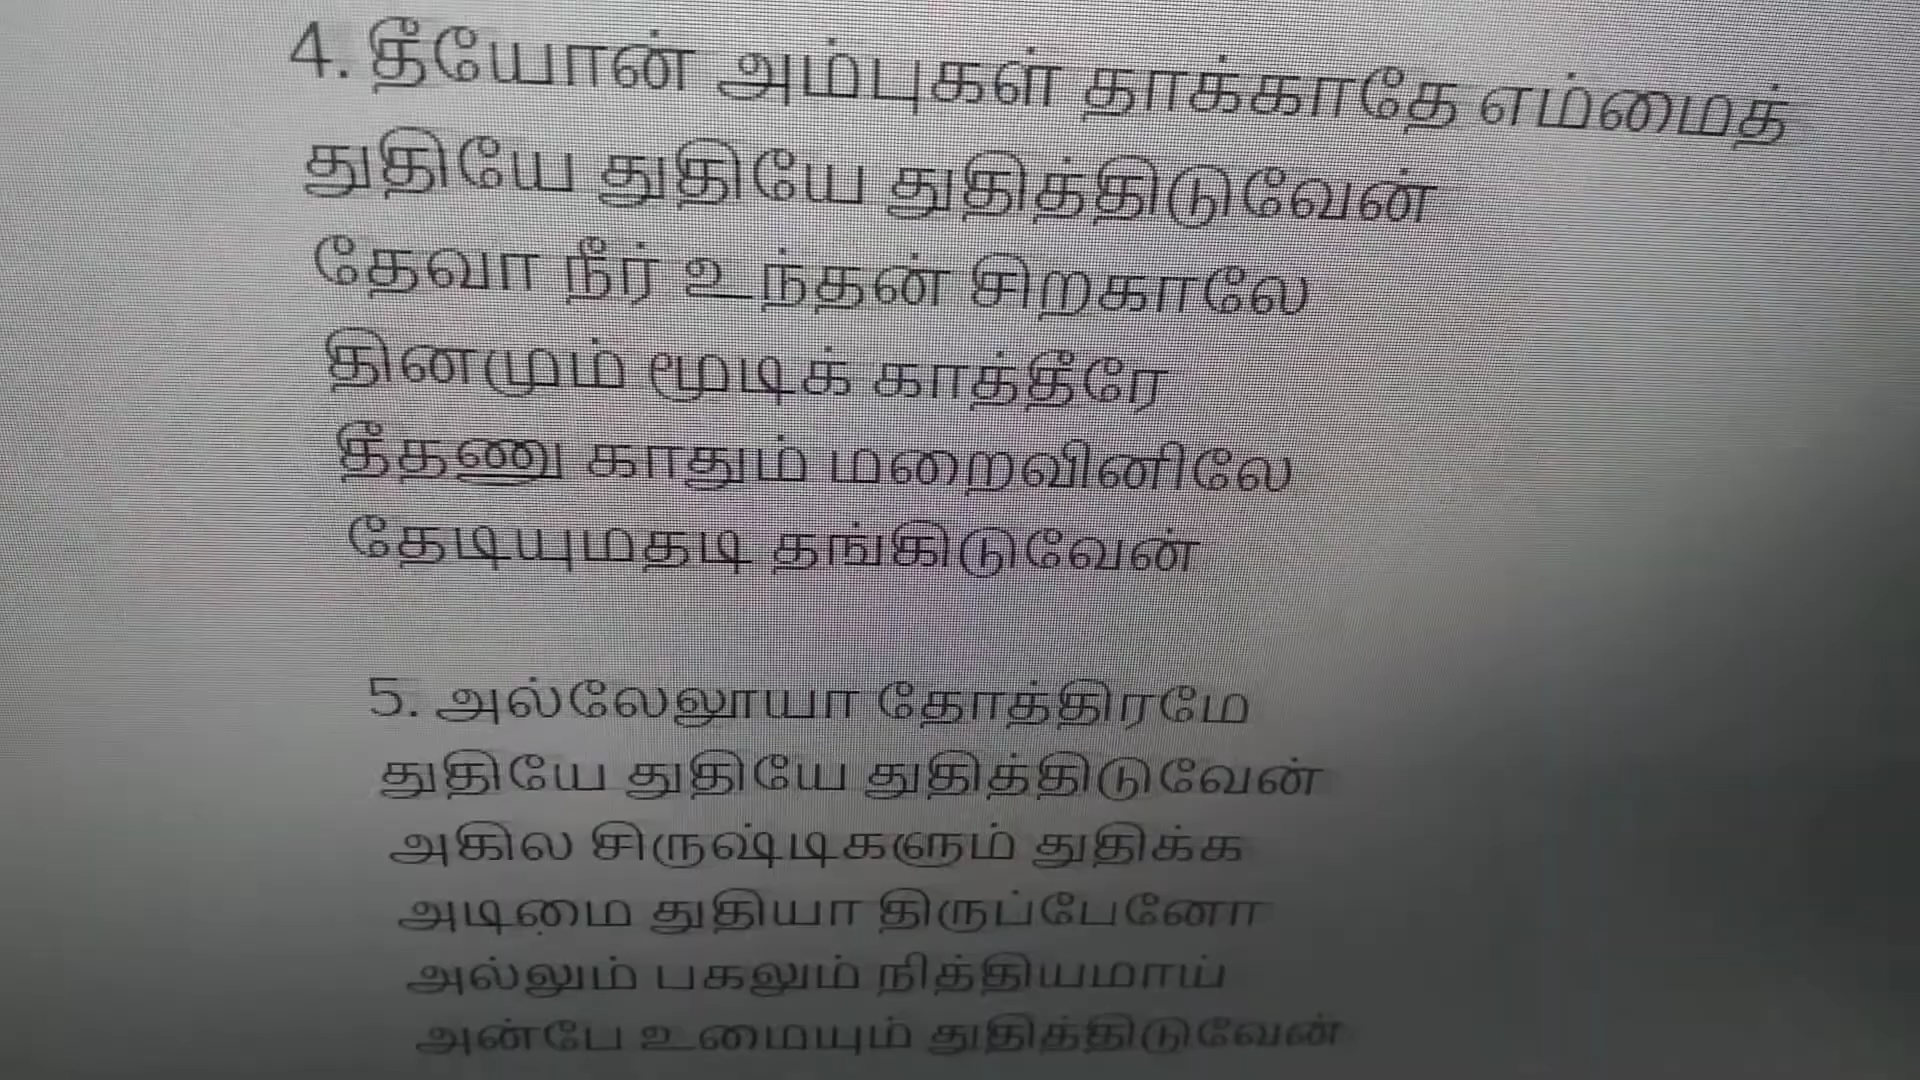 4. தீயோன் அம்புகள் தாக்காதே எம்மைத்
துதியே துதியே துதித்திடுவேன்
தேவா நீர் உந்தன் சிறகாலே
தினமும் மூடிக் காத்தீரே
தீதணு காதும் மறைவினிலே
தேடியுமதடி தங்கிடுவேன்
5. அல்லேலூயா தோத்திரமே
துதியே துதியே துதித்திடுவேன்
அகில சிருஷ்டிகளும் துதிக்க
அடிமை துதியா திருப்பேனோ
அல்லும் பகலும் நித்தியமாய்
அன்பே உமையும் துதித்திடுவேன்